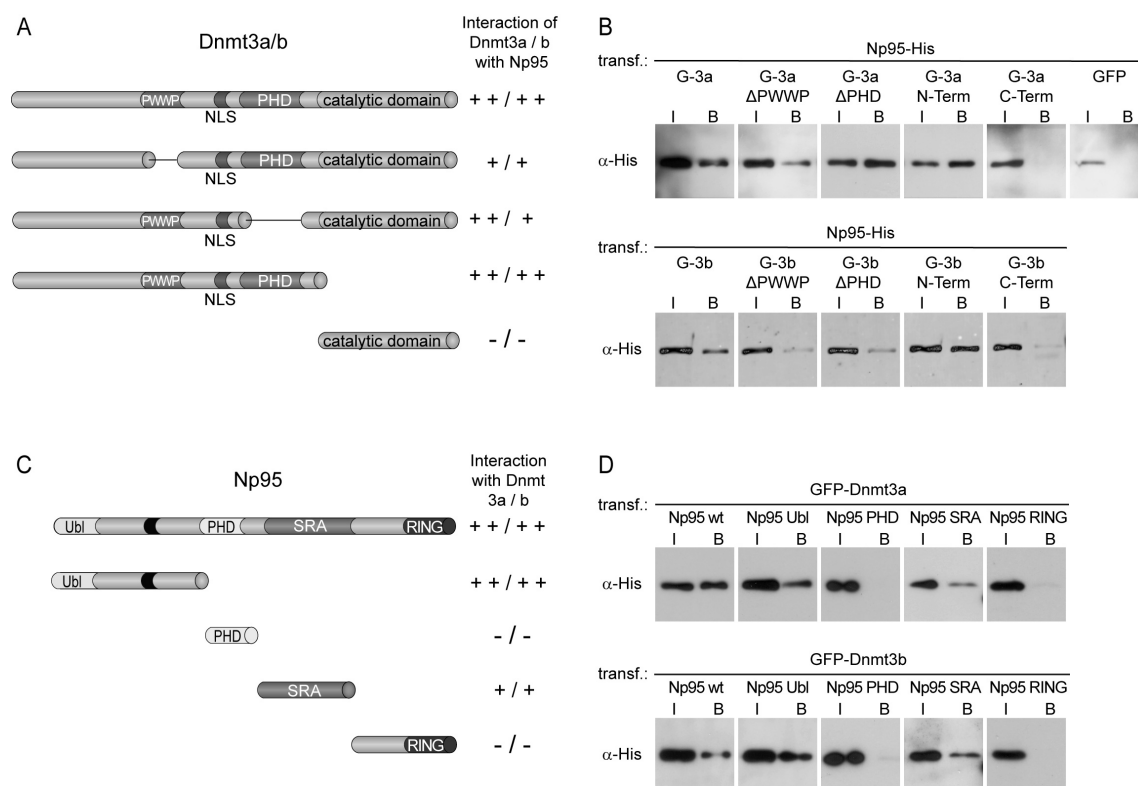 A
Dnmt3a/b
Interaction of
Dnmt3a / b
with Np95
PWWP PHD catalytic domain + + / + +
NLS
PHD catalytic domain + / +
NLS
PWWP catalytic domain + + / +
NLS
PWWP PHD + + / + +
NLS
catalytic domain - / -
B
Np95-His
transf.:
G-3a G-3a G-3a G-3a G-3a GFP
ΔPWWP ΔPHD N-Term C-Term
I B I B I B I B I B I B
α-His
Np95-His
transf.:
G-3b G-3b G-3b G-3b G-3b
ΔPWWP ΔPHD N-Term C-Term
I B I B I B I B I B
α-His
C
Np95
Interaction
with Dnmt
3a / b
Ubl PHD SRA RING + + / + +
Ubl + + / + +
PHD - / -
SRA + / +
RING - / -
D
GFP-Dnmt3a
transf.:
Np95 wt Np95 Ubl Np95 PHD Np95 SRA Np95 RING
I B I B I B I B I B
α-His
GFP-Dnmt3b
transf.:
Np95 wt Np95 Ubl Np95 PHD Np95 SRA Np95 RING
I B I B I B I B I B
α-His